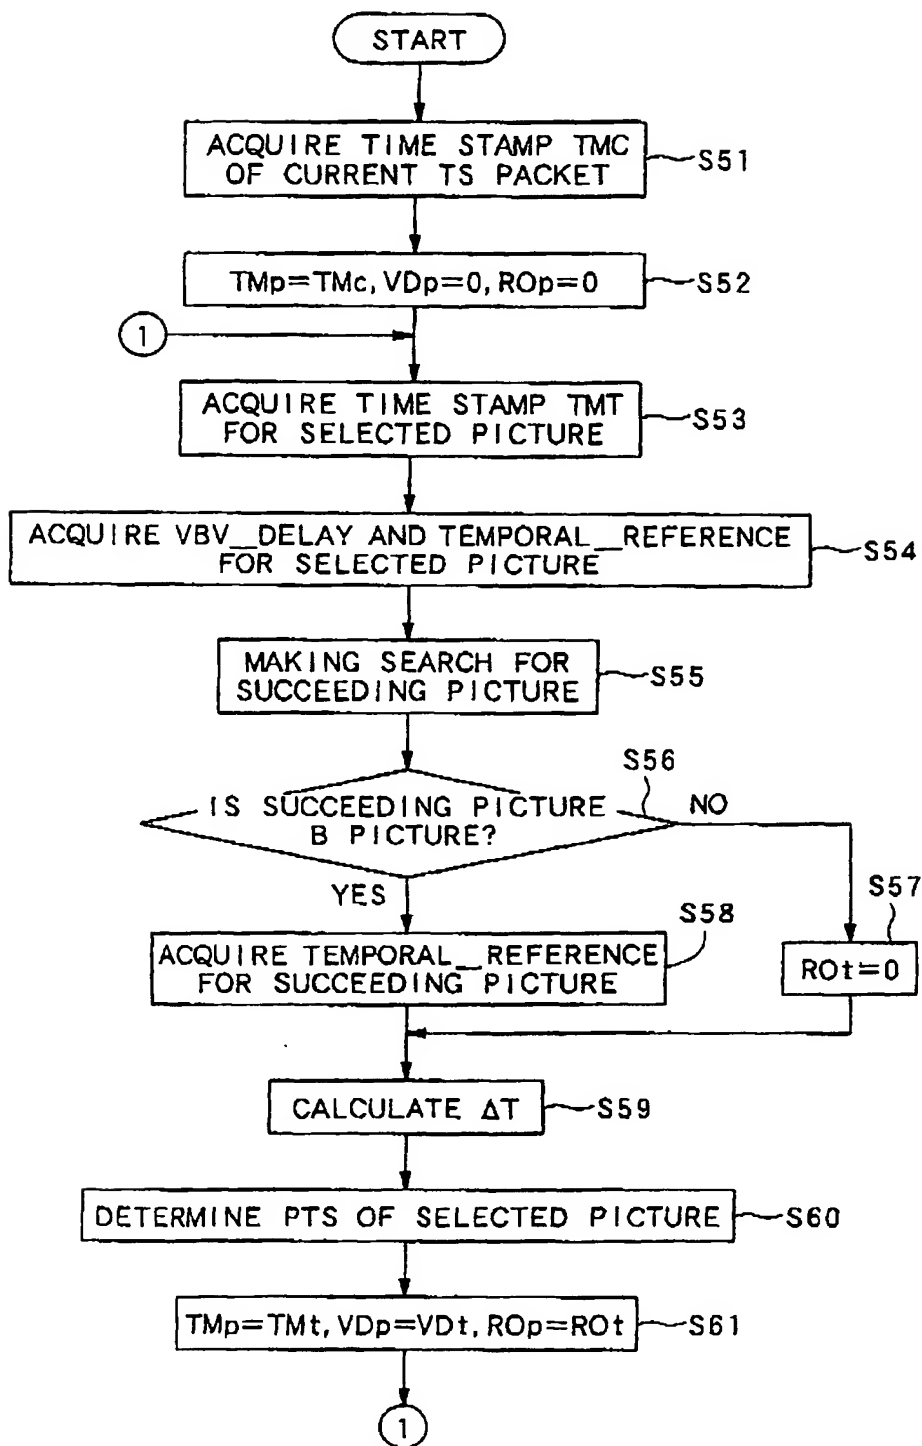 START
ACQUIRE TIME STAMP TMC
OF CURRENT TS PACKET
S51
TMp=TMc, VDp=0, ROp=0
S52
1
ACQUIRE TIME STAMP TMT
FOR SELECTED PICTURE
S53
ACQUIRE VBV_DELAY AND TEMPORAL_REFERENCE
FOR SELECTED PICTURE
S54
MAKING SEARCH FOR
SUCCEEDING PICTURE
S55
S56
IS SUCCEEDING PICTURE
B PICTURE?
NO
YES
S57
ROt=0
S58
ACQUIRE TEMPORAL_REFERENCE
FOR SUCCEEDING PICTURE
CALCULATE ΔT
S59
DETERMINE PTS OF SELECTED PICTURE
S60
TMp=TMt, VDp=VDt, ROp=ROt
S61
1